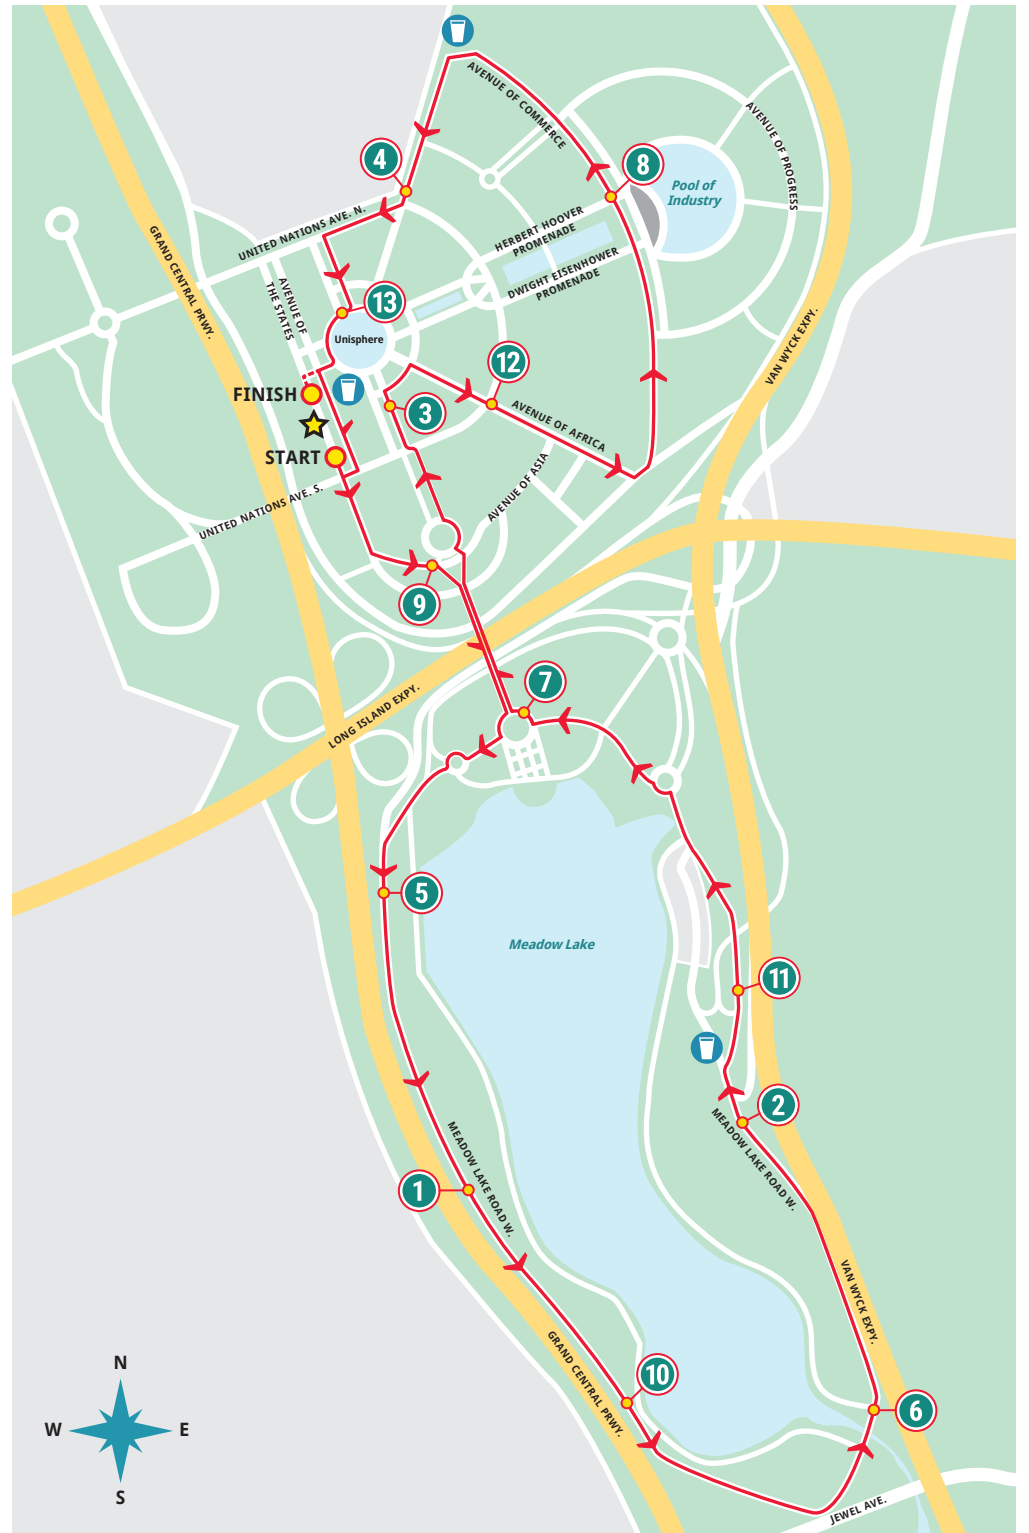 AVENUE OF COMMERCE
AVENUE OF PROGRESS
4
8
Pool of
Industry
UNITED NATIONS AVE. N.
HERBERT HOOVER
PROMENADE
GRAND CENTRAL PRWY.
DWIGHT EISENHOWER
PROMENADE
AVENUE OF
THE STATES
13
Unisphere
VAN WYCK EXPY.
12
FINISH
3
AVENUE OF AFRICA
START
AVENUE OF ASIA
UNITED NATIONS AVE. S.
9
7
LONG ISLAND EXPY.
5
Meadow Lake
11
2
MEADOW LAKE ROAD W.
MEADOW LAKE ROAD W.
1
VAN WYCK EXPY.
GRAND CENTRAL PRWY.
10
6
N
W
E
S
JEWEL AVE.